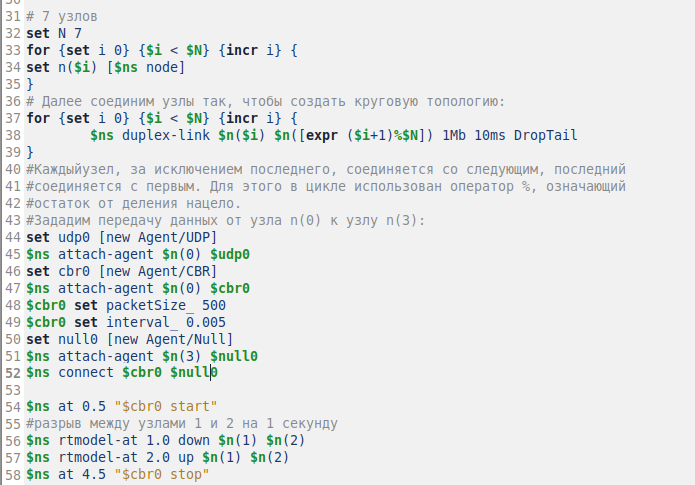 31 # 7 узлов
32 set N 7
33 for {set i 0} {$i < $N} {incr i} {
34 set n($i) [$ns node]
35 }
36 # Далее соединим узлы так, чтобы создать круговую топологию:
37 for {set i 0} {$i < $N} {incr i} {
38         $ns duplex-link $n($i) $n([expr ($i+1)%$N]) 1Mb 10ms DropTail
39 }
40 #Каждыйузел, за исключением последнего, соединяется со следующим, последний
41 #соединяется с первым. Для этого в цикле использован оператор %, означающий
42 #остаток от деления нацело.
43 #Зададим передачу данных от узла n(0) к узлу n(3):
44 set udp0 [new Agent/UDP]
45 $ns attach-agent $n(0) $udp0
46 set cbr0 [new Agent/CBR]
47 $ns attach-agent $n(0) $cbr0
48 $cbr0 set packetSize_ 500
49 $cbr0 set interval_ 0.005
50 set null0 [new Agent/Null]
51 $ns attach-agent $n(3) $null0
52 $ns connect $cbr0 $null0
53
54 $ns at 0.5 "$cbr0 start"
55 #разрыв между узлами 1 и 2 на 1 секунду
56 $ns rtmodel-at 1.0 down $n(1) $n(2)
57 $ns rtmodel-at 2.0 up $n(1) $n(2)
58 $ns at 4.5 "$cbr0 stop"